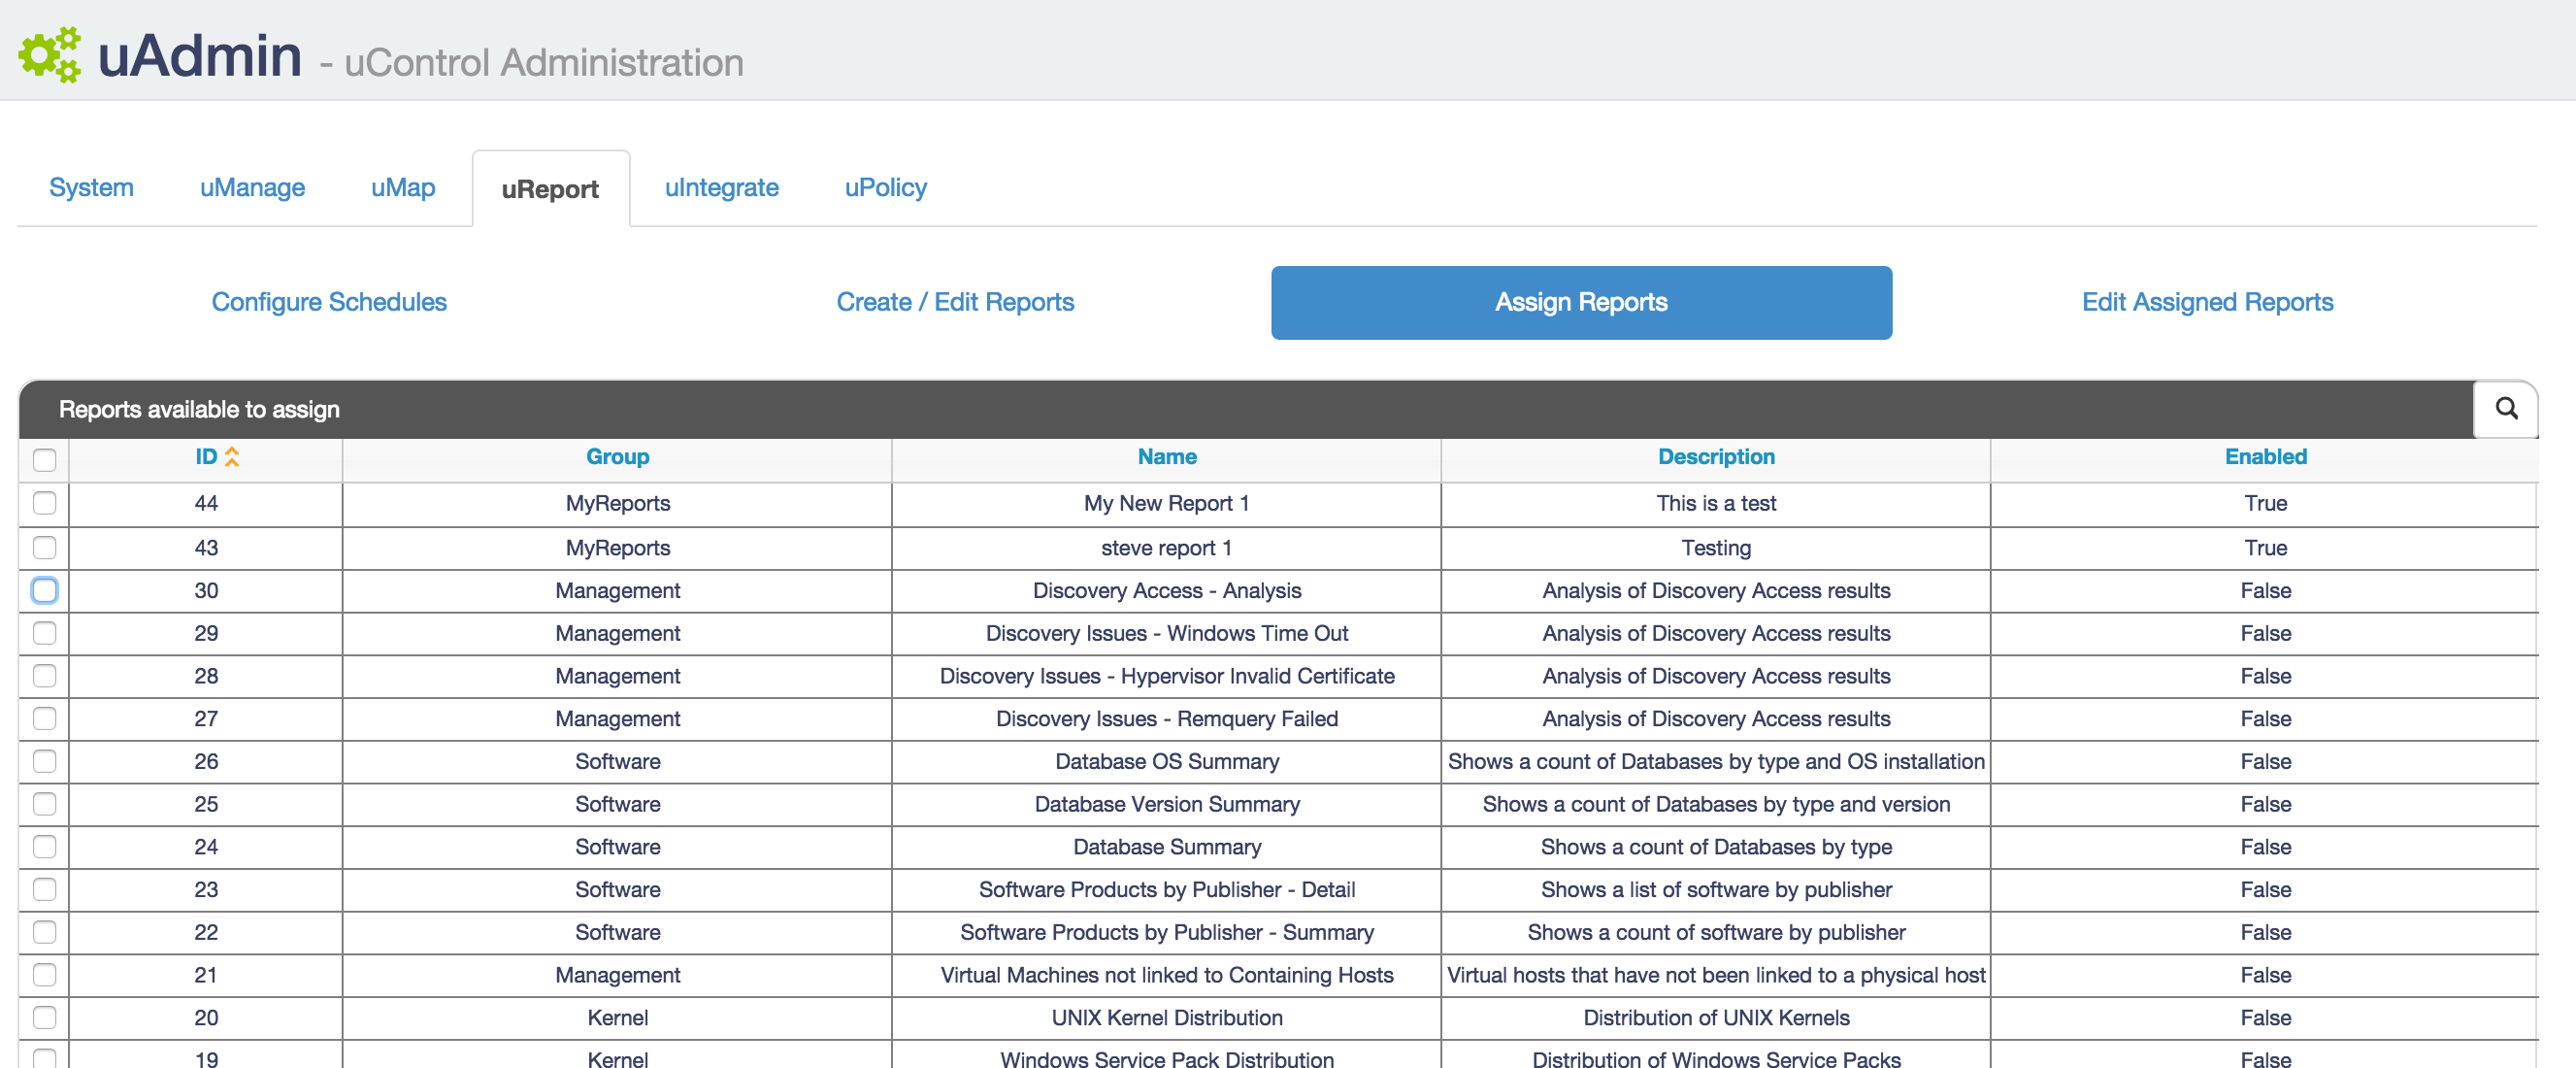 uAdmin - uControl Administration
System uManage uMap uReport uIntegrate uPolicy
Configure Schedules Create / Edit Reports Assign Reports Edit Assigned Reports
Reports available to assign
ID Group Name Description Enabled
44 MyReports My New Report 1 This is a test True
43 MyReports steve report 1 Testing True
30 Management Discovery Access - Analysis Analysis of Discovery Access results False
29 Management Discovery Issues - Windows Time Out Analysis of Discovery Access results False
28 Management Discovery Issues - Hypervisor Invalid Certificate Analysis of Discovery Access results False
27 Management Discovery Issues - Remquery Failed Analysis of Discovery Access results False
26 Software Database OS Summary Shows a count of Databases by type and OS installation False
25 Software Database Version Summary Shows a count of Databases by type and version False
24 Software Database Summary Shows a count of Databases by type False
23 Software Software Products by Publisher - Detail Shows a list of software by publisher False
22 Software Software Products by Publisher - Summary Shows a count of software by publisher False
21 Management Virtual Machines not linked to Containing Hosts Virtual hosts that have not been linked to a physical host False
20 Kernel UNIX Kernel Distribution Distribution of UNIX Kernels False
19 Kernel Windows Service Pack Distribution Distribution of Windows Service Packs False